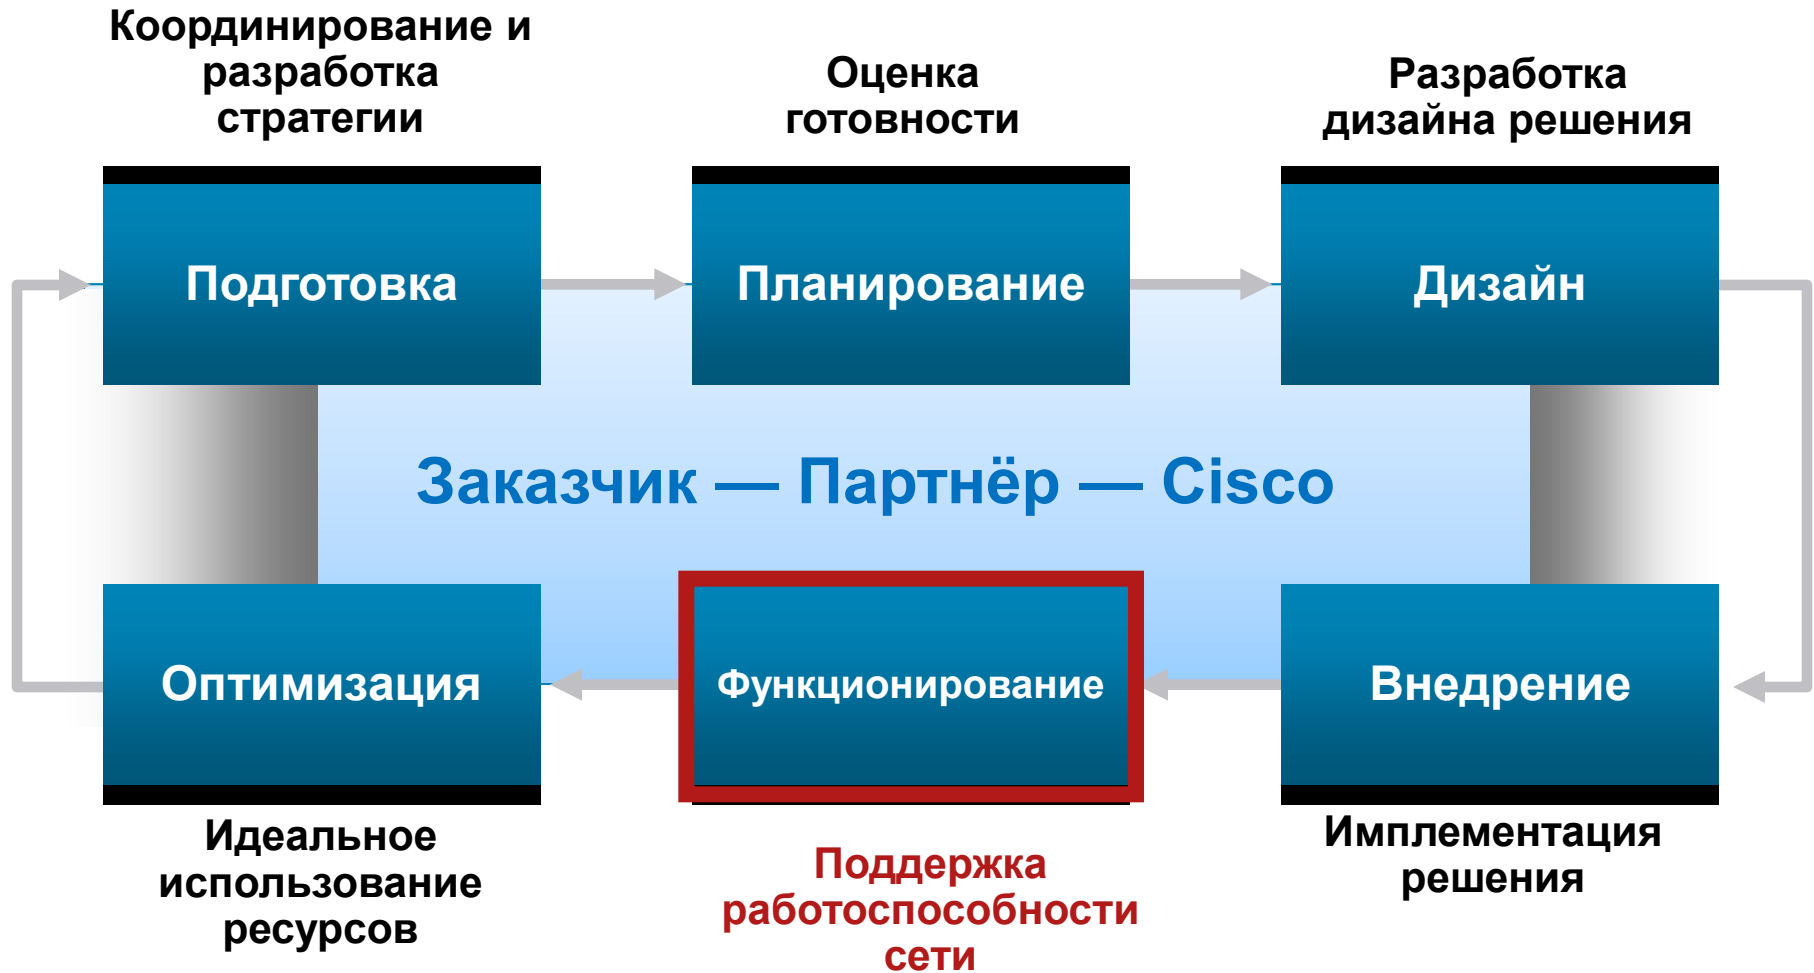 Координирование и
разработка
стратегии
Оценка
готовности
Разработка
дизайна решения
Подготовка
Планирование
Дизайн
Заказчик — Партнёр — Cisco
Оптимизация
Функционирование
Внедрение
Идеальное
использование
ресурсов
Поддержка
работоспособности
сети
Имплементация
решения